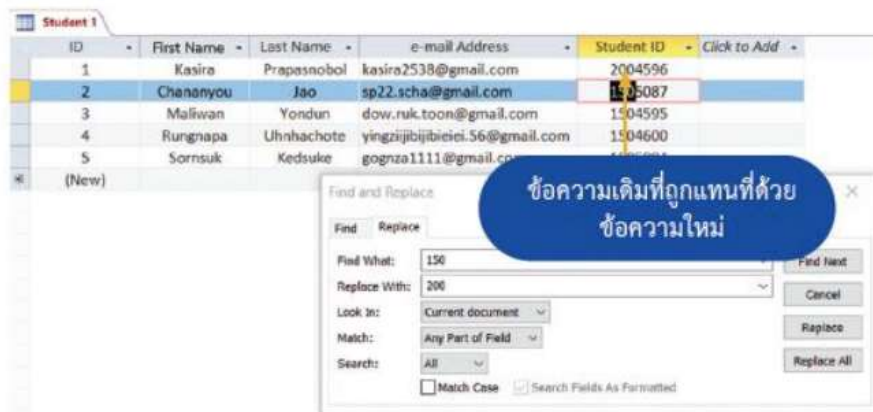 Student 1
ID First Name Last Name e-mail Address Student ID Click to Add
1 Kasira Prapasnobol kasira2538@gmail.com 2004596
2 Chananyou Jao sp22.scha@gmail.com 1505087
3 Maliwan Yondun dow.ruk.toon@gmail.com 1504595
4 Rungnapa Uhnhachote yingziijibijibieiei.56@gmail.com 1504600
5 Sornsuk Kedsuke gognza1111@gmail.com
(New)
ข้อความเดิมที่ถูกแทนที่ด้วย
ข้อความใหม่
Find and Replace
Find Replace
Find What: 150 Find Next
Replace With: 200 Cancel
Look In: Current document
Match: Any Part of Field Replace
Search: All Replace All
Match Case Search Fields As Formatted